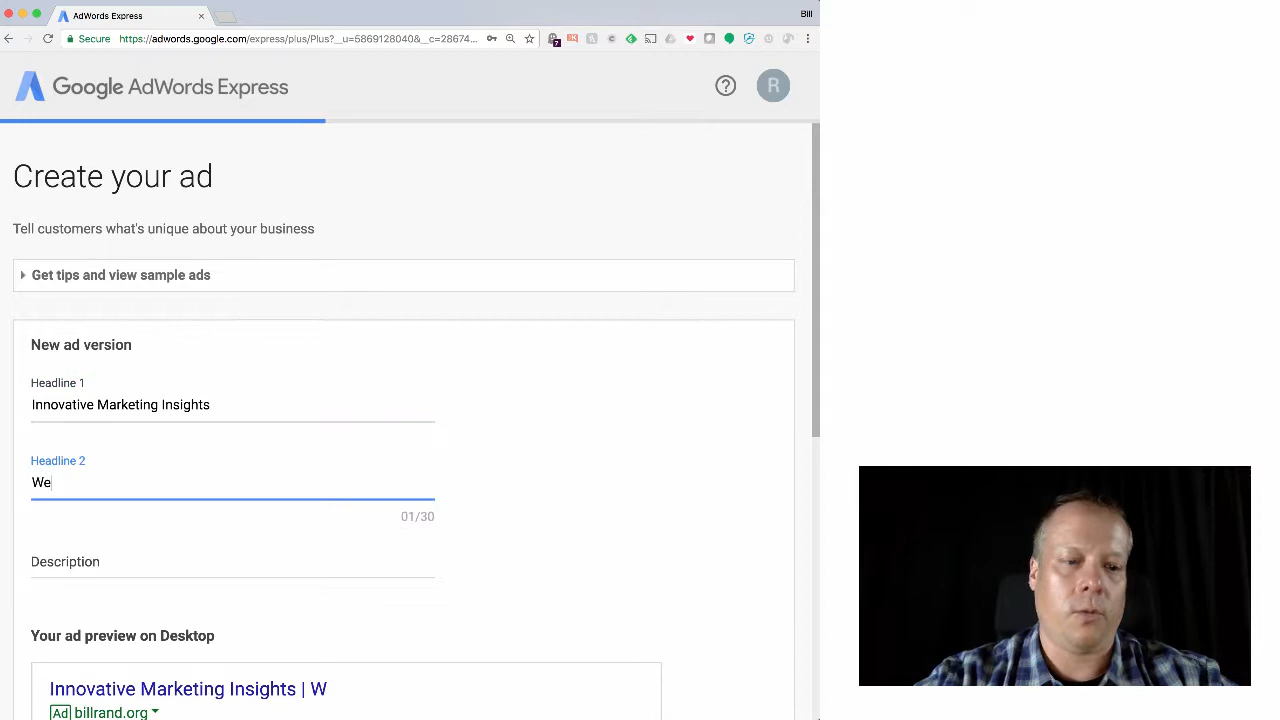 AdWords Express
Bill
Secure https://adwords.google.com/express/plus/Plus?__u=5869128040&__c=28674...
7
Google AdWords Express
R
Create your ad
Tell customers what's unique about your business
Get tips and view sample ads
New ad version
Headline 1
Innovative Marketing Insights
Headline 2
We
01/30
Description
Your ad preview on Desktop
Innovative Marketing Insights | W
Ad billrand.org